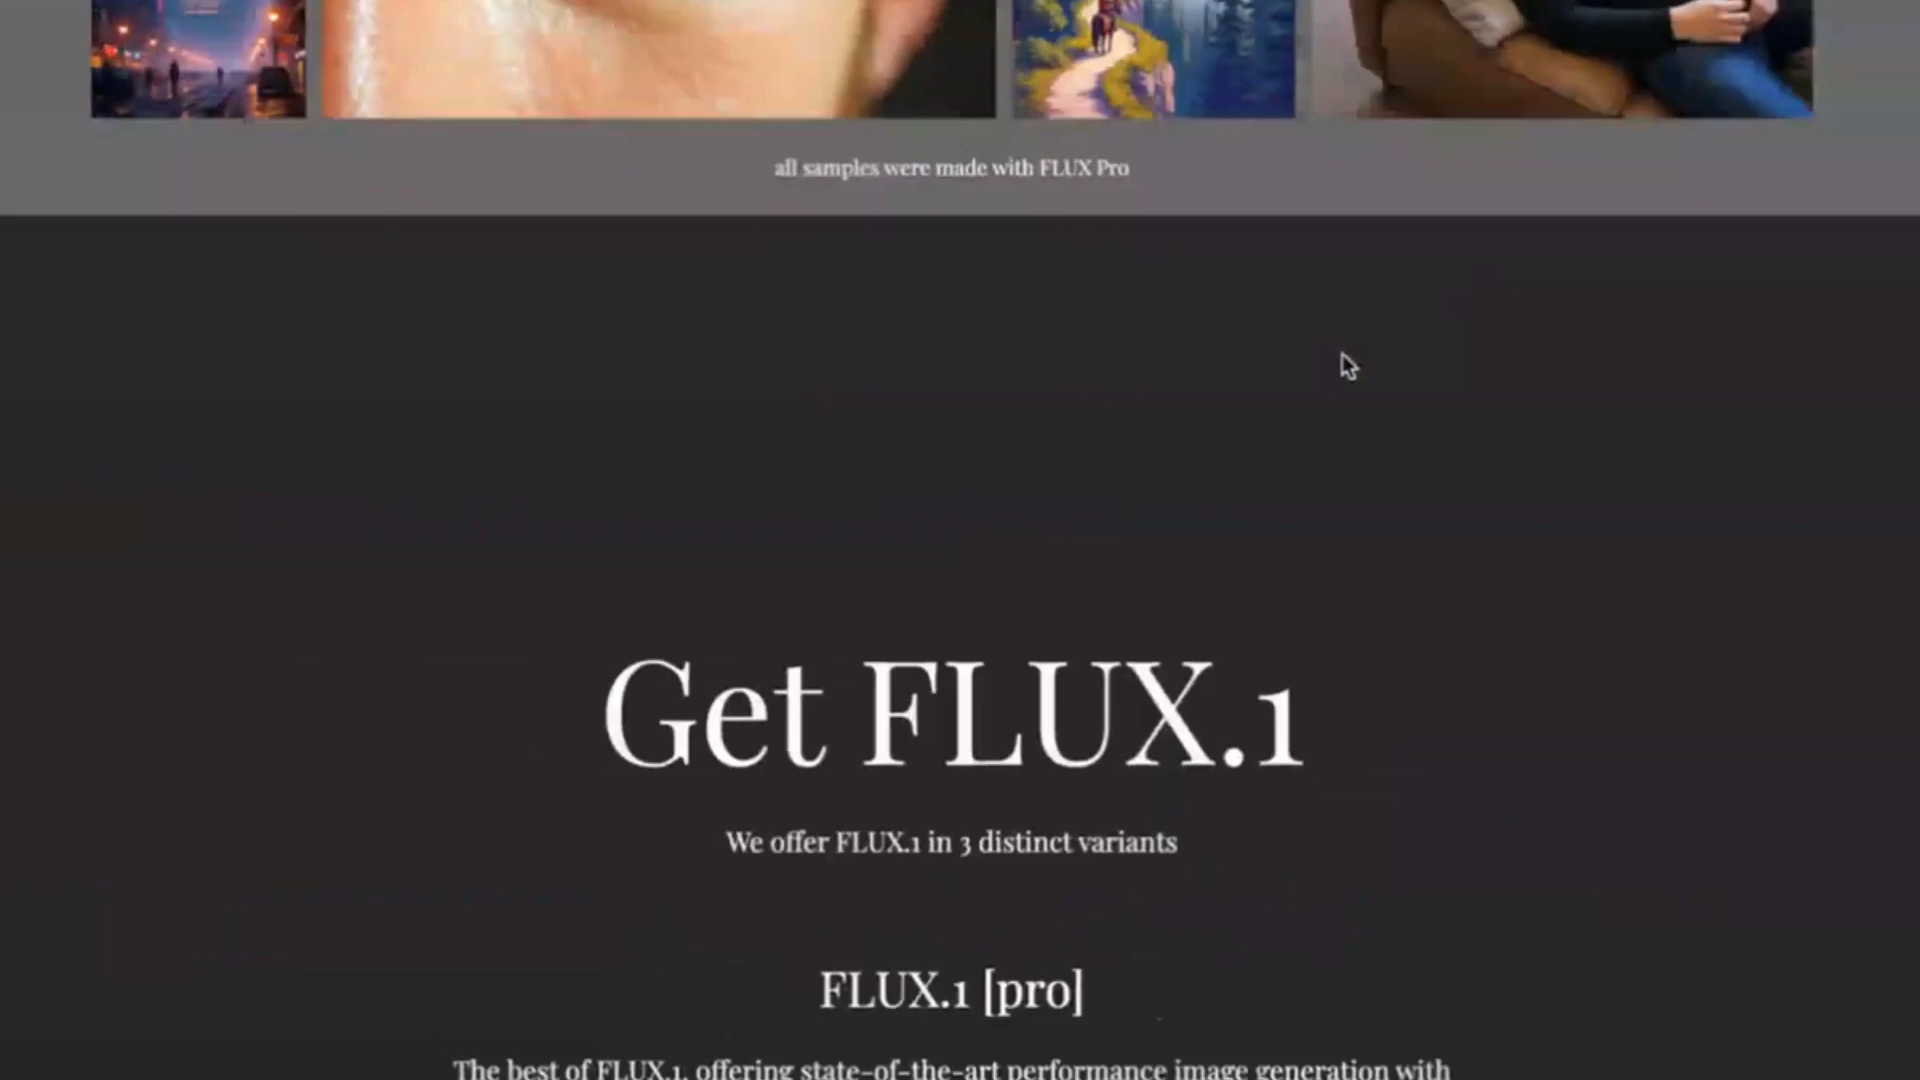 all samples were made with FLUX Pro
Get FLUX.1
We offer FLUX.1 in 3 distinct variants
FLUX.1 [pro]
The best of FLUX.1, offering state-of-the-art performance image generation with